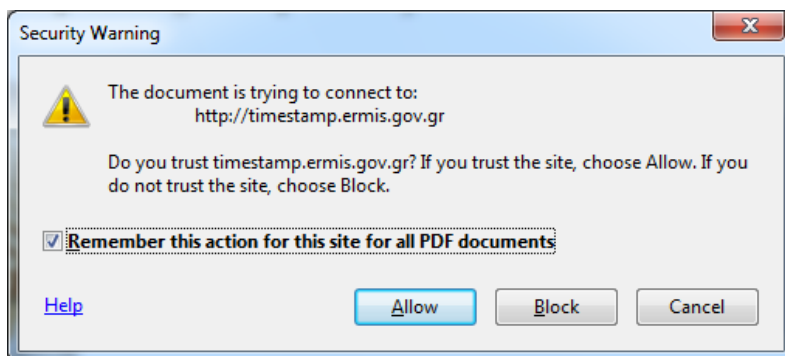 Security Warning
The document is trying to connect to:
http://timestamp.ermis.gov.gr
Do you trust timestamp.ermis.gov.gr? If you trust the site, choose Allow. If you
do not trust the site, choose Block.
Remember this action for this site for all PDF documents
Help
Allow
Block
Cancel